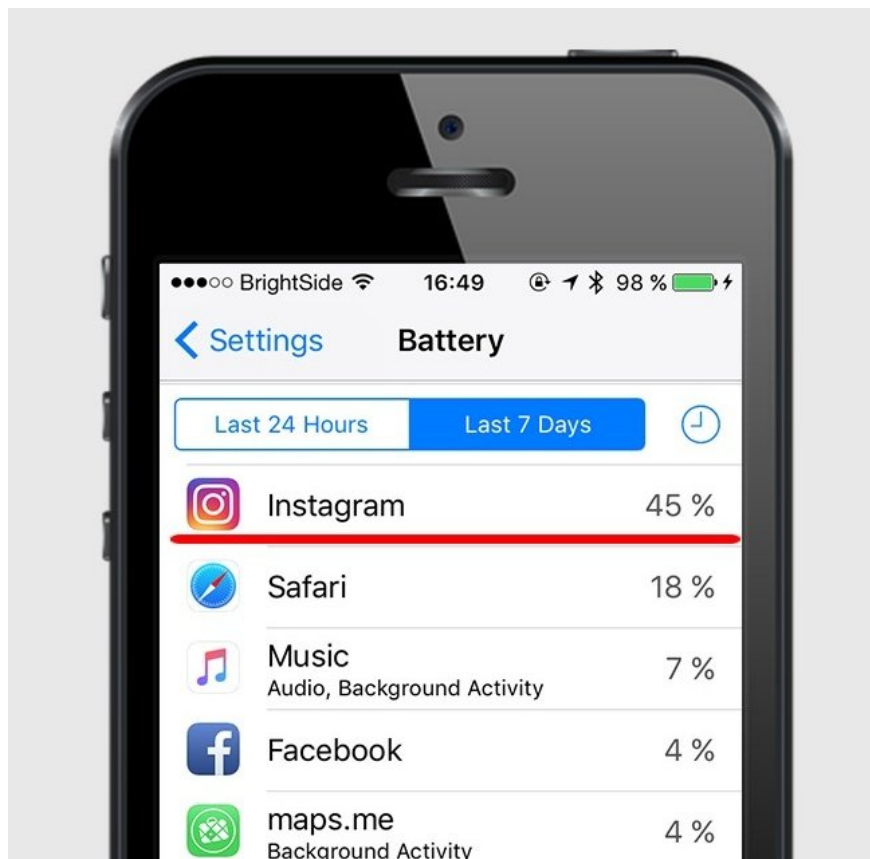 BrightSide 16:49 98 %
Settings Battery
Last 24 Hours Last 7 Days
Instagram 45 %
Safari 18 %
Music 7 %
Audio, Background Activity
Facebook 4 %
maps.me 4 %
Background Activity